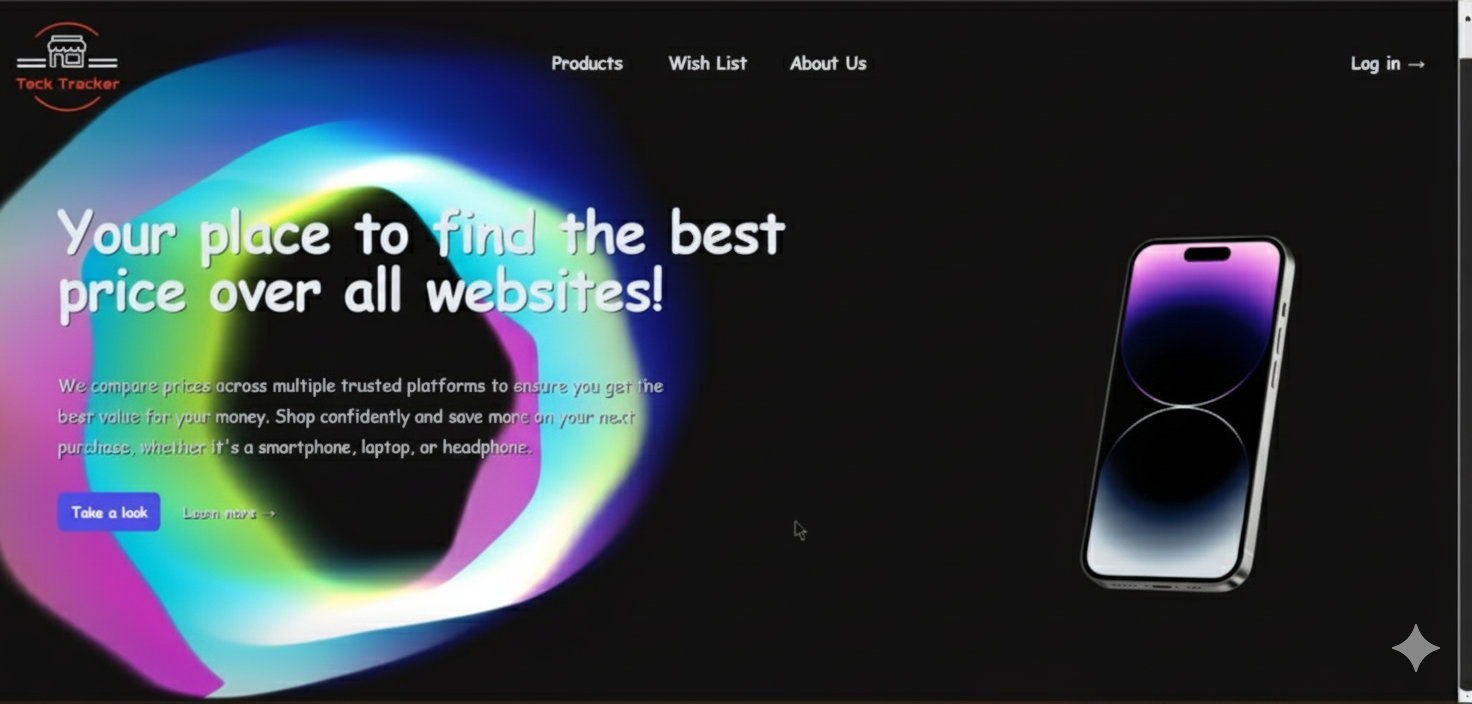 Tech Tracker
Products
Wish List
About Us
Log in →
Your place to find the best
price over all websites!
We compare prices across multiple trusted platforms to ensure you get the
best value for your money. Shop confidently and save more on your next
purchase, whether it's a smartphone, laptop, or headphone.
Take a look
Learn more →